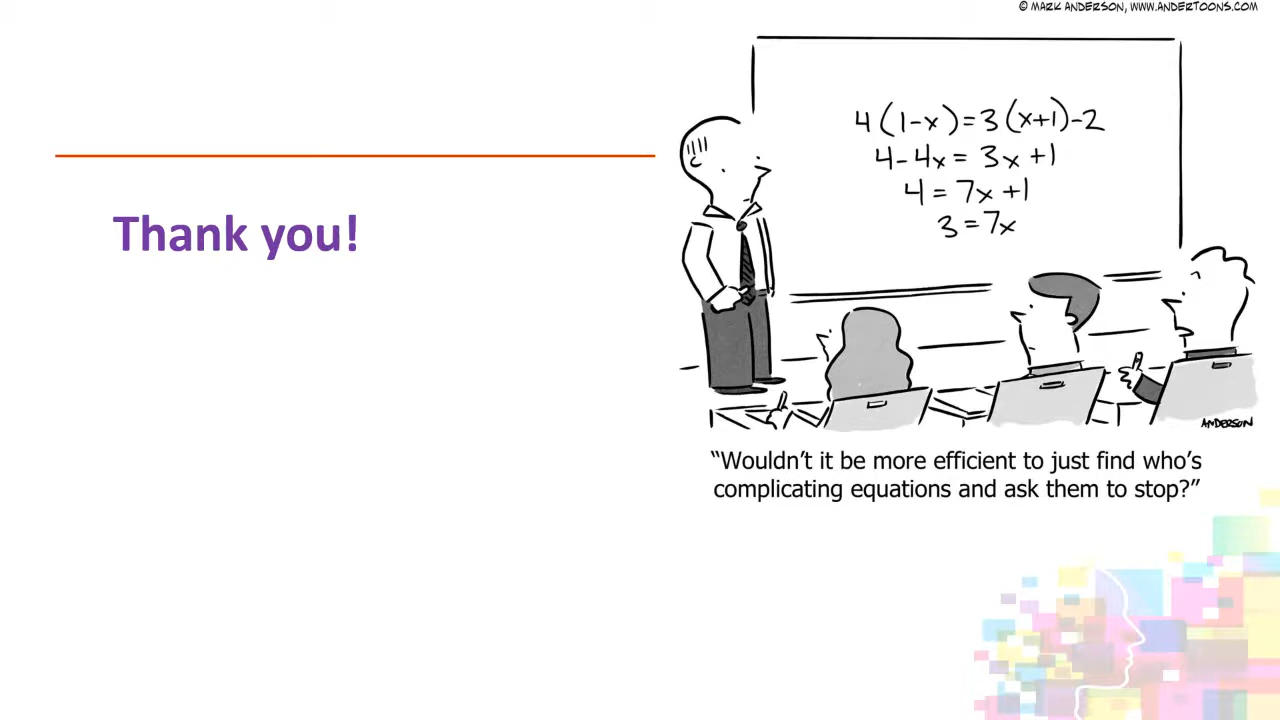 © MARK ANDERSON, WWW.ANDERTOONS.COM
4(1-x)=3(x+1)-2
4-4x=3x+1
4=7x+1
3=7x
Thank you!
ANDERSON
“Wouldn’t it be more efficient to just find who’s
complicating equations and ask them to stop?”